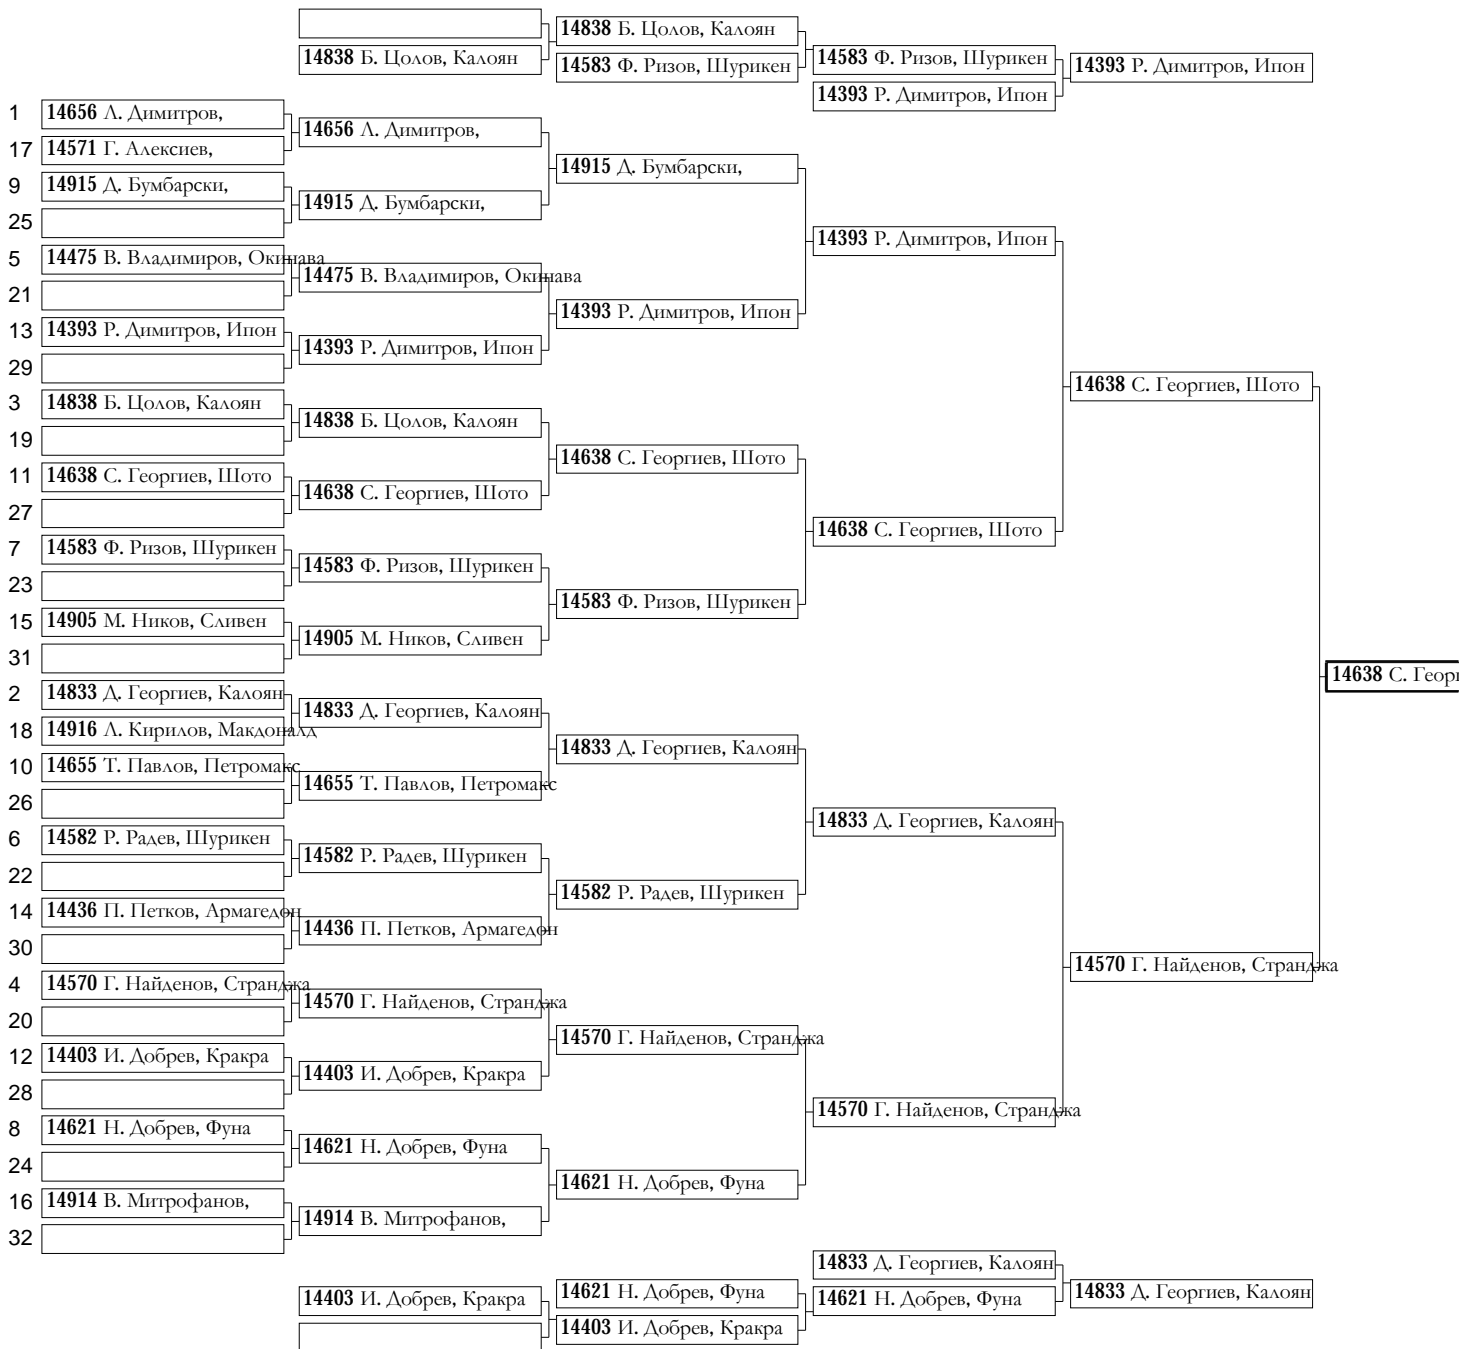 14838 Б. Цолов, Калоян
14838 Б. Цолов, Калоян
14583 Ф. Ризов, Шурикен
14583 Ф. Ризов, Шурикен
14393 Р. Димитров, Ипон
14393 Р. Димитров, Ипон
1 14656 Л. Димитров,
17 14571 Г. Алексиев,
9 14915 Д. Бумбарски,
25
5 14475 В. Владимиров, Окинава
21
13 14393 Р. Димитров, Ипон
29
3 14838 Б. Цолов, Калоян
19
11 14638 С. Георгиев, Шото
27
7 14583 Ф. Ризов, Шурикен
23
15 14905 М. Ников, Сливен
31
2 14833 Д. Георгиев, Калоян
18 14916 Л. Кирилов, Макдоналд
10 14655 Т. Павлов, Петромакс
26
6 14582 Р. Радев, Шурикен
22
14 14436 П. Петков, Армагедон
30
4 14570 Г. Найденов, Странджа
20
12 14403 И. Добрев, Кракра
28
8 14621 Н. Добрев, Фуна
24
16 14914 В. Митрофанов,
32
14656 Л. Димитров,
14915 Д. Бумбарски,
14475 В. Владимиров, Окинава
14393 Р. Димитров, Ипон
14838 Б. Цолов, Калоян
14638 С. Георгиев, Шото
14583 Ф. Ризов, Шурикен
14905 М. Ников, Сливен
14833 Д. Георгиев, Калоян
14655 Т. Павлов, Петромакс
14582 Р. Радев, Шурикен
14436 П. Петков, Армагедон
14570 Г. Найденов, Странджа
14403 И. Добрев, Кракра
14621 Н. Добрев, Фуна
14914 В. Митрофанов,
14915 Д. Бумбарски,
14393 Р. Димитров, Ипон
14638 С. Георгиев, Шото
14583 Ф. Ризов, Шурикен
14833 Д. Георгиев, Калоян
14582 Р. Радев, Шурикен
14570 Г. Найденов, Странджа
14621 Н. Добрев, Фуна
14393 Р. Димитров, Ипон
14638 С. Георгиев, Шото
14833 Д. Георгиев, Калоян
14570 Г. Найденов, Странджа
14638 С. Георгиев, Шото
14570 Г. Найденов, Странджа
14638 С.
14403 И. Добрев, Кракра
14621 Н. Добрев, Фуна
14403 И. Добрев, Кракра
14833 Д. Георгиев, Калоян
14621 Н. Добрев, Фуна
14833 Д. Георгиев, Калоян